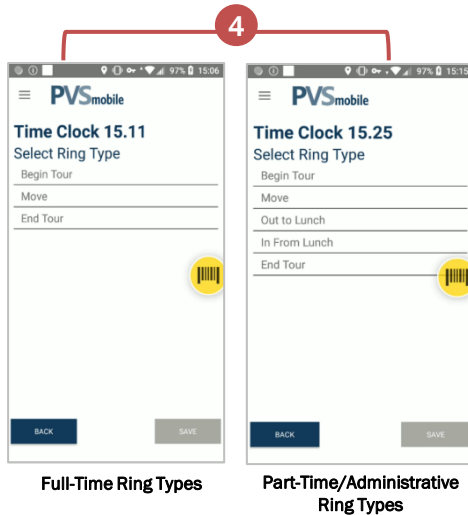 4
97% 15:06
PVSmobile
Time Clock 15.11
Select Ring Type
Begin Tour
Move
End Tour
BACK
SAVE
Full-Time Ring Types
97% 15:15
PVSmobile
Time Clock 15.25
Select Ring Type
Begin Tour
Move
Out to Lunch
In From Lunch
End Tour
BACK
SAVE
Part-Time/Administrative
Ring Types